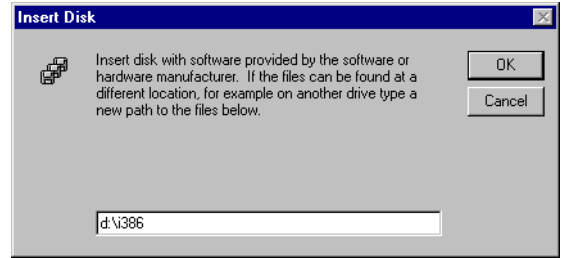 Insert Disk
Insert disk with software provided by the software or
hardware manufacturer. If the files can be found at a
different location, for example on another drive type a
new path to the files below.
OK
Cancel
d:\i386